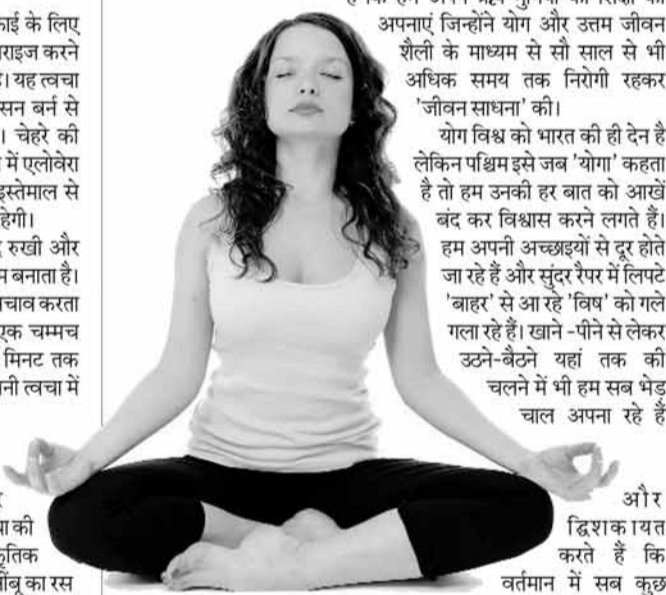 काई के लिए
राइज करने
है। यह त्वचा
सन बर्न से
। चेहरे की
में एलोवेरा
इस्तेमाल से
हेगी।
रुखी और
म बनाता है।
चाव करता
एक चम्मच
मिनट तक
नी त्वचा में
की
कृतिक
का रस
अपनाएं जिन्होंने योग और उत्तम जीवन
शैली के माध्यम से सौ साल से भी
अधिक समय तक निरोगी रहकर
'जीवन साधना' की।
योग विश्व को भारत की ही देन है
लेकिन पश्चिम इसे जब 'योगा' कहता
है तो हम उनकी हर बात को आखें
बंद कर विश्वास करने लगते हैं।
हम अपनी अच्छाइयों से दूर होते
जा रहे हैं और सुंदर रैपर में लिपटे
'बाहर' से आ रहे 'विष' को गले
गला रहे हैं। खाने -पीने से लेकर
उठने-बैठने यहां तक की
चलने में भी हम सब भेड़
चाल अपना रहे हैं
और
द्विशकायत
करते हैं कि
वर्तमान में सब कुछ